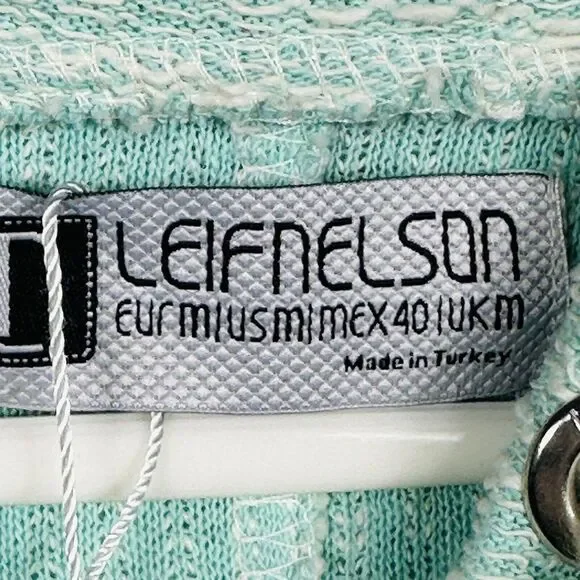 LEIFNELSON
EUR M|US M|MEX 40|UK M
Made in Turkey